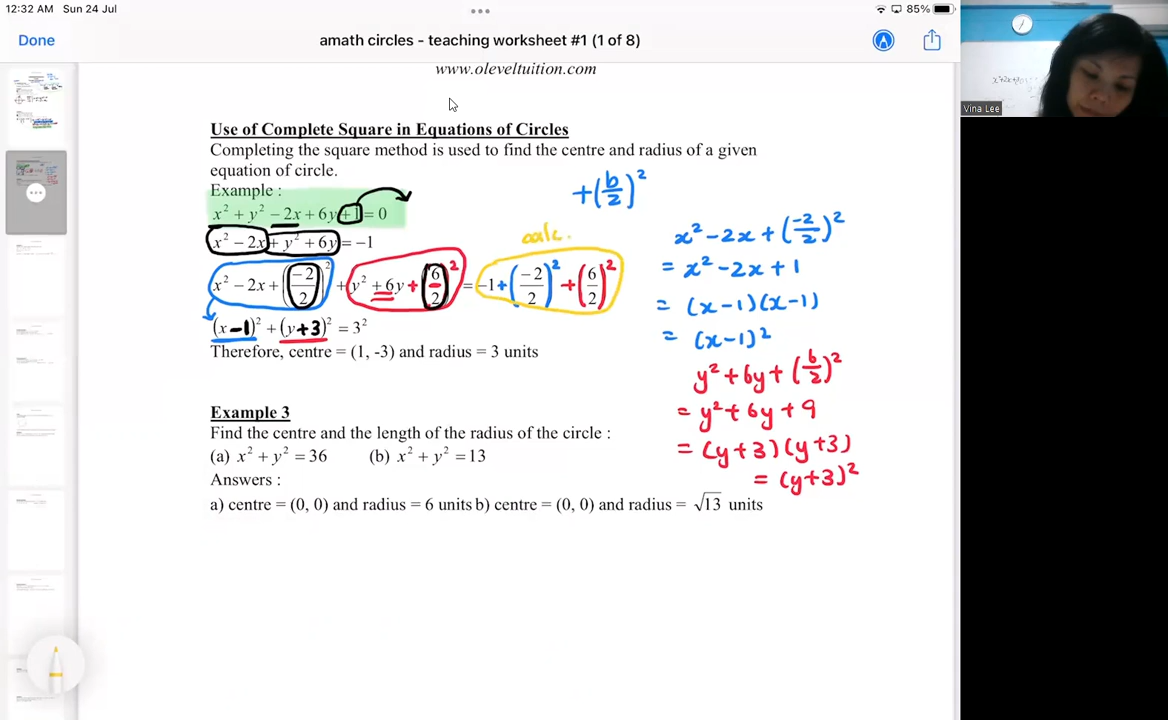 12:32 AM Sun 24 Jul
85%
Done
amath circles - teaching worksheet #1 (1 of 8)
www.oleveltuition.com
Vina Lee
Use of Complete Square in Equations of Circles
Completing the square method is used to find the centre and radius of a given
equation of circle.
Example :
x² + y² − 2x + 6y + 1 = 0
x² − 2x + y² + 6y = −1
x² − 2x + (−2/2)² + y² + 6y + (6/2)² = −1 + (−2/2)² + (6/2)²
(x − 1)² + (y + 3)² = 3²
Therefore, centre = (1, -3) and radius = 3 units
+(b/2)²
calc.
x² − 2x + (−2/2)²
= x² − 2x + 1
= (x − 1)(x − 1)
= (x − 1)²
y² + 6y + (6/2)²
= y² + 6y + 9
= (y + 3)(y + 3)
= (y + 3)²
Example 3
Find the centre and the length of the radius of the circle :
(a) x² + y² = 36 (b) x² + y² = 13
Answers :
a) centre = (0, 0) and radius = 6 units b) centre = (0, 0) and radius = √13 units